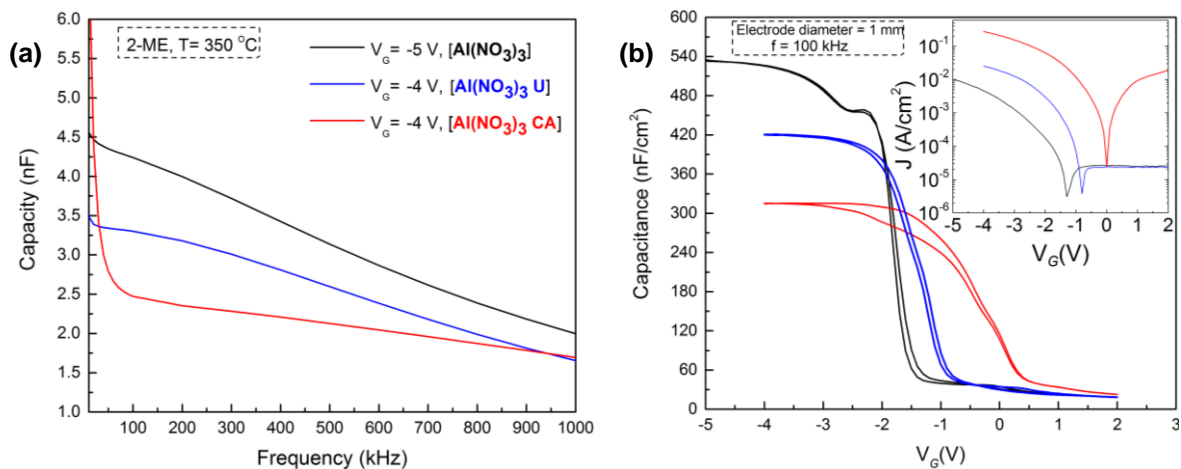 (a)
2-ME, T= 350 °C
V_G= -5 V, [Al(NO₃)₃]
V_G= -4 V, [Al(NO₃)₃ U]
V_G= -4 V, [Al(NO₃)₃ CA]
Capacity (nF)
6.0
5.5
5.0
4.5
4.0
3.5
3.0
2.5
2.0
1.5
1.0
100 200 300 400 500 600 700 800 900 1000
Frequency (kHz)
(b)
Electrode diameter = 1 mm
f = 100 kHz
Capacitance (nF/cm²)
600
540
480
420
360
300
240
180
120
60
0
-5 -4 -3 -2 -1 0 1 2 3
V_G(V)
J (A/cm²)
10⁻¹
10⁻²
10⁻³
10⁻⁴
10⁻⁵
10⁻⁶
-5 -4 -3 -2 -1 0 1 2
V_G(V)